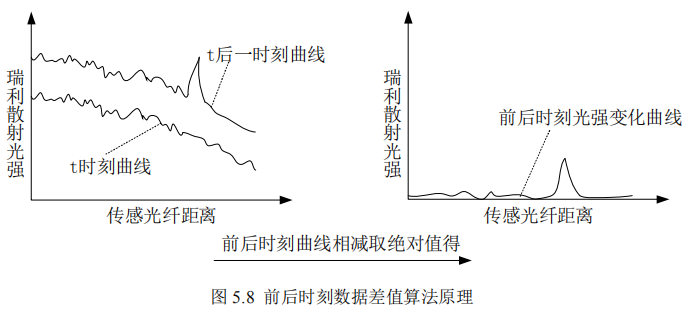 瑞利散射光强
t后一时刻曲线
t时刻曲线
传感光纤距离
瑞利散射光强
前后时刻光强变化曲线
传感光纤距离
前后时刻曲线相减取绝对值得
图 5.8 前后时刻数据差值算法原理